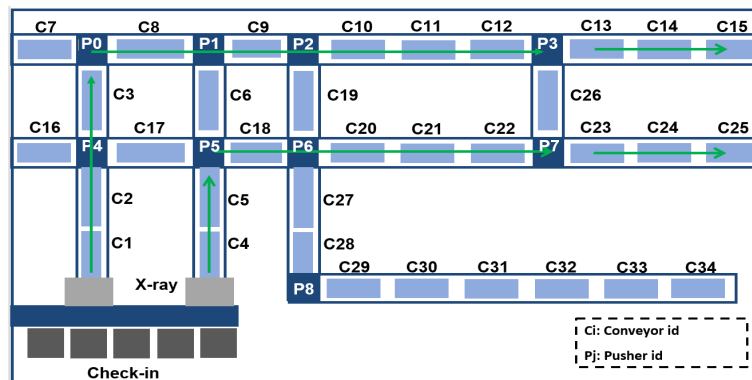 C7 C8 C9 C10 C11 C12 C13 C14 C15
P0 P1 P2 P3
C3 C6 C19 C26
C16 C17 C18 C20 C21 C22 C23 C24 C25
P4 P5 P6 P7
C2 C5 C27
C1 C4 C28
X-ray
C29 C30 C31 C32 C33 C34
P8
Ci: Conveyor id
Pj: Pusher id
Check-in